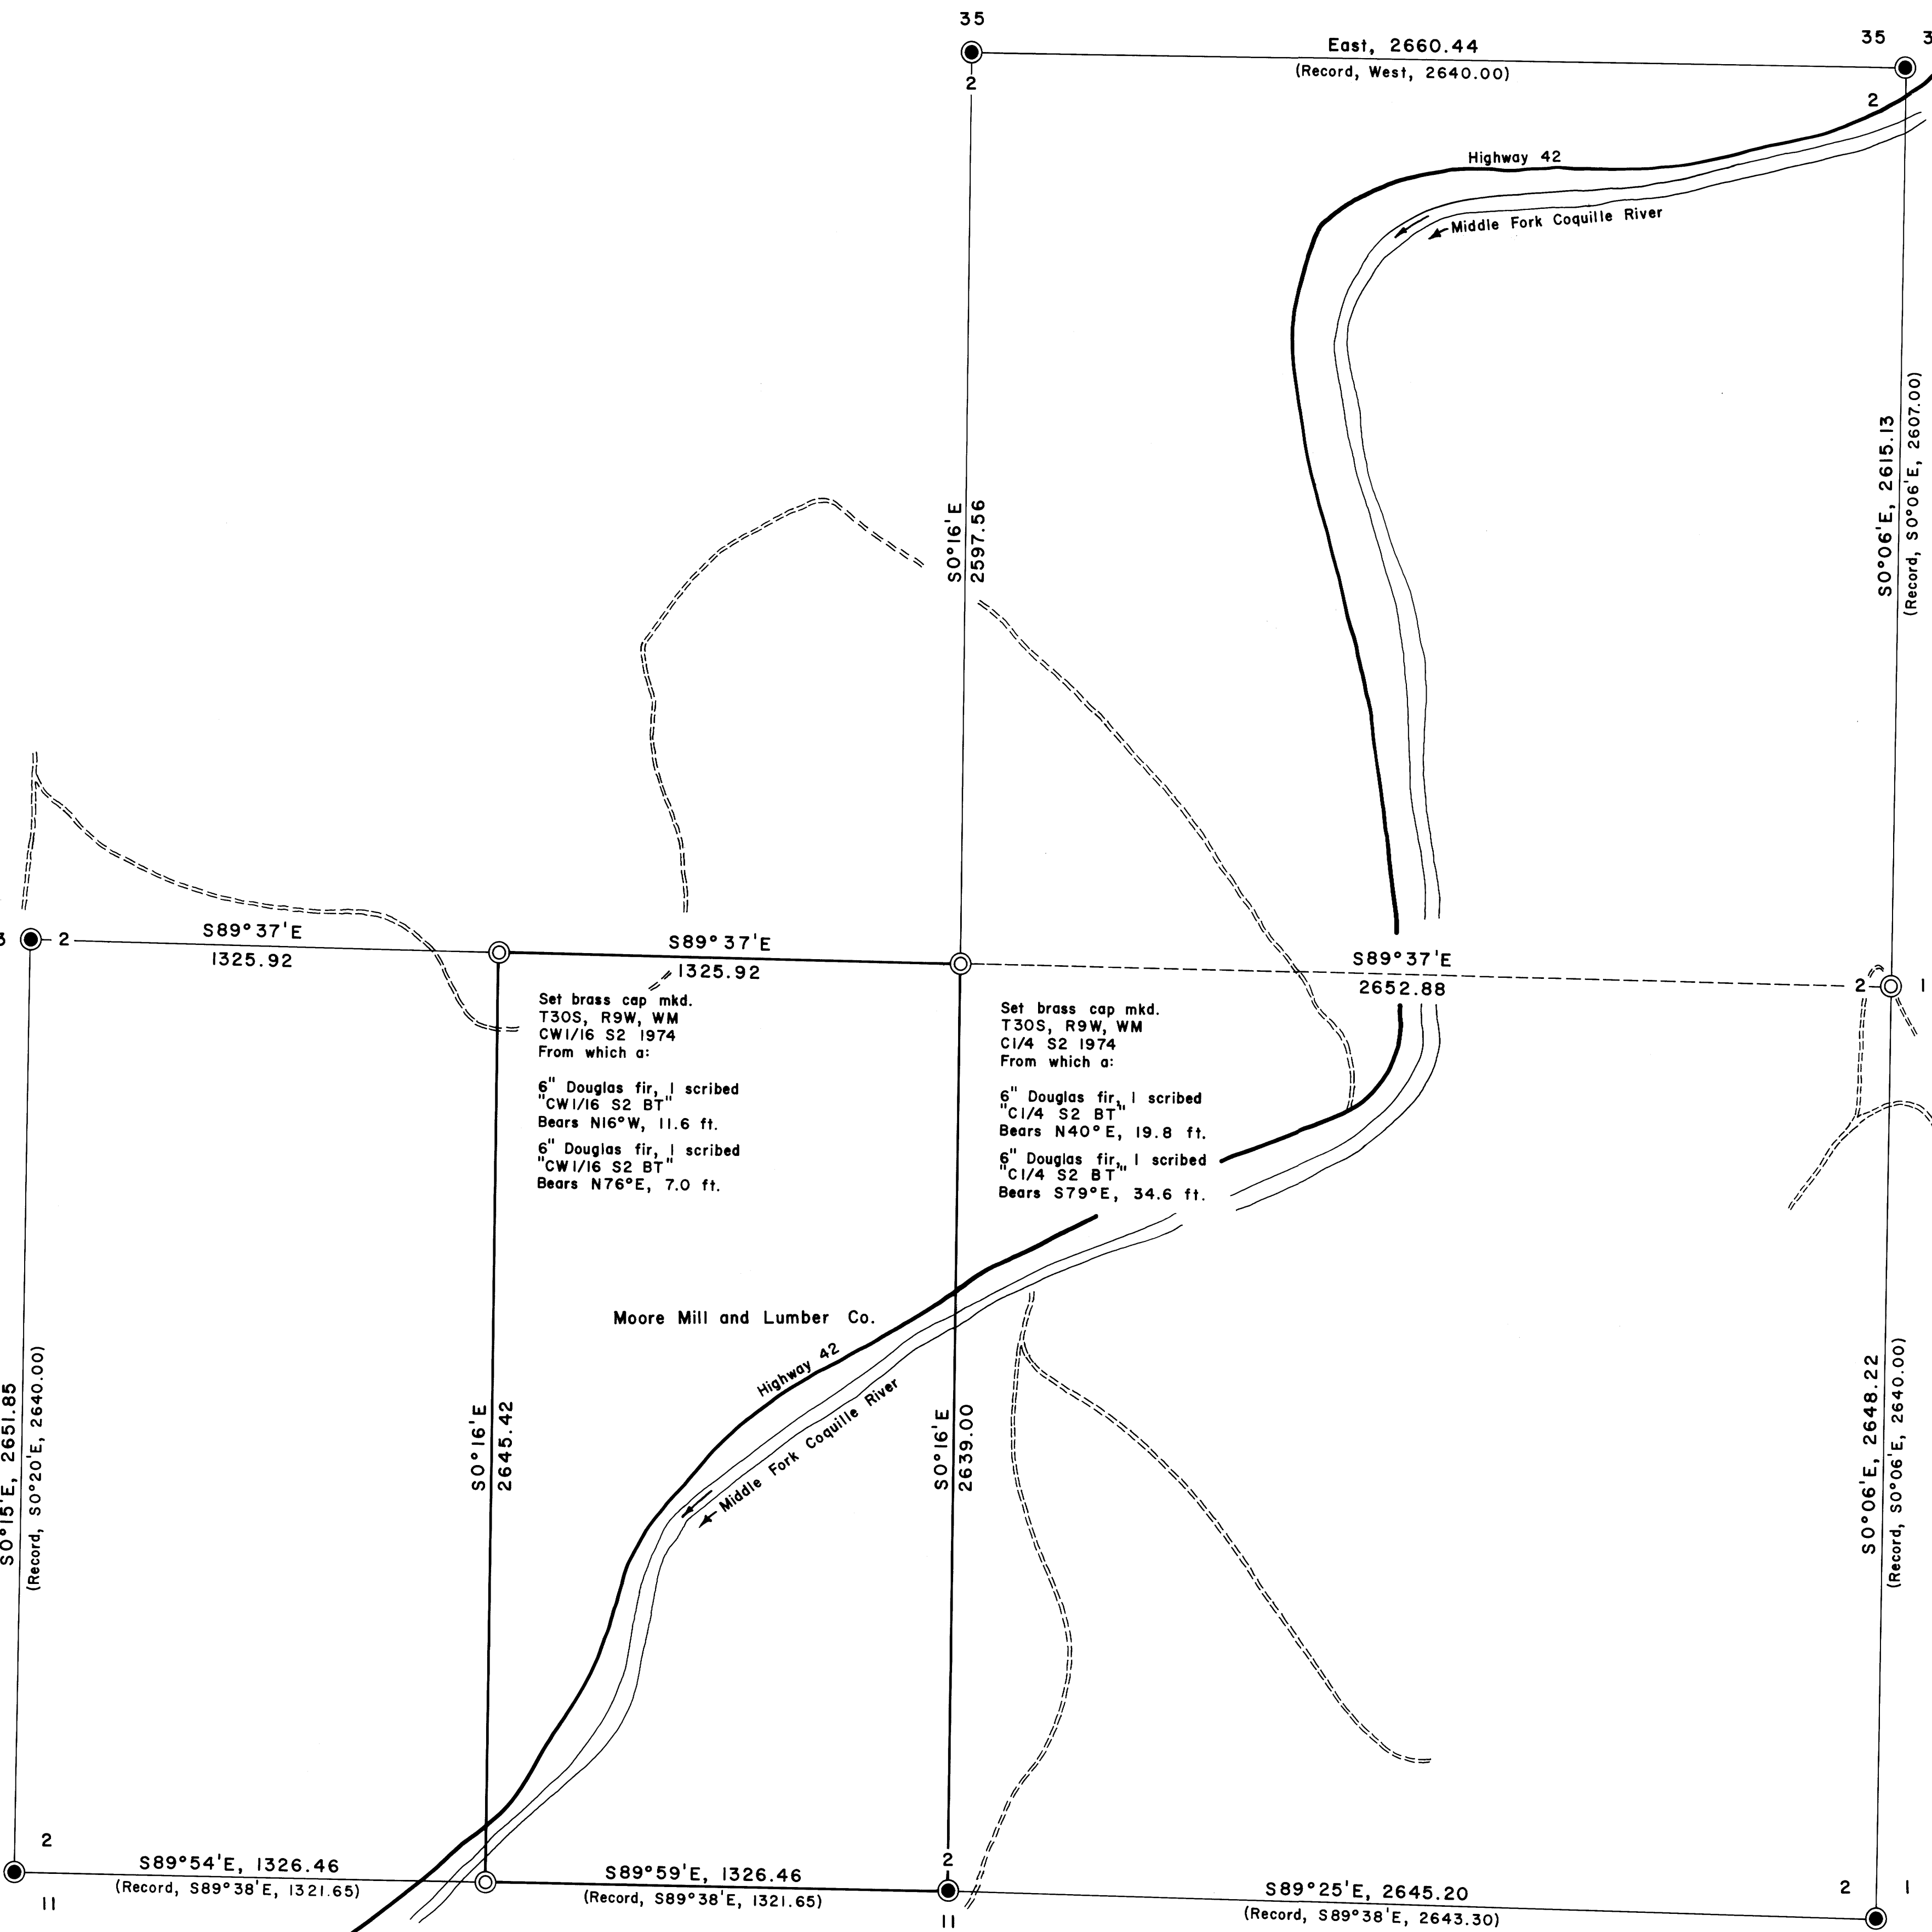 35
East, 2660.44
(Record, West, 2640.00)
35
3
2
2
Highway 42
Middle Fork Coquille River
S0°16'E
2597.56
S0°06'E, 2615.13
(Record, S0°06'E, 2607.00)
2
S89°37'E
1325.92
S89°37'E
1325.92
S89°37'E
2652.88
2
1
Set brass cap mkd.
T30S, R9W, WM
CW1/16 S2 1974
From which a:
6" Douglas fir, 1 scribed
"CW1/16 S2 BT"
Bears N16°W, 11.6 ft.
6" Douglas fir, 1 scribed
"CW1/16 S2 BT"
Bears N76°E, 7.0 ft.
Set brass cap mkd.
T30S, R9W, WM
C1/4 S2 1974
From which a:
6" Douglas fir, 1 scribed
"C1/4 S2 BT"
Bears N40°E, 19.8 ft.
6" Douglas fir, 1 scribed
"C1/4 S2 BT"
Bears S79°E, 34.6 ft.
Moore Mill and Lumber Co.
Highway 42
Middle Fork Coquille River
S0°15'E, 2651.85
(Record, S0°20'E, 2640.00)
S0°16'E
2645.42
S0°16'E
2639.00
S0°06'E, 2648.22
(Record, S0°06'E, 2640.00)
2
S89°54'E, 1326.46
(Record, S89°38'E, 1321.65)
11
S89°59'E, 1326.46
(Record, S89°38'E, 1321.65)
2
11
S89°25'E, 2645.20
(Record, S89°38'E, 2643.30)
2
1